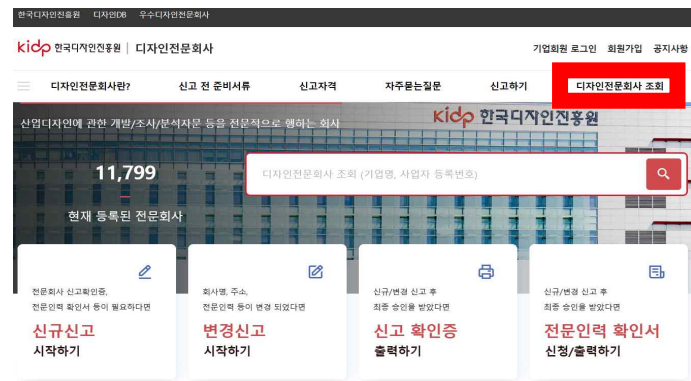 한국디자인진흥원 디자인DB 우수디자인전문회사
kidp 한국디자인진흥원 | 디자인전문회사
기업회원 로그인 회원가입 공지사항
디자인전문회사란? 신고 전 준비서류 신고자격 자주묻는질문 신고하기 디자인전문회사 조회
산업디자인에 관한 개발/조사/분석자문 등을 전문적으로 행하는 회사
kidp 한국디자인진흥원
11,799
디자인전문회사 조회 (기업명, 사업자 등록번호)
현재 등록된 전문회사
전문회사 신고확인증,
전문인력 확인서 등이 필요하다면
신규신고
시작하기
회사명, 주소,
전문인력 등이 변경 되었다면
변경신고
시작하기
신규/변경 신고 후
최종 승인을 받았다면
신고 확인증
출력하기
신규/변경 신고 후
최종 승인을 받았다면
전문인력 확인서
신청/출력하기